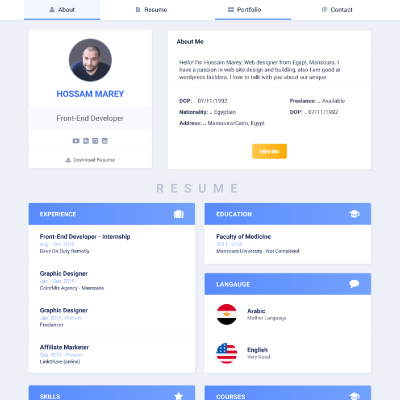 About
Resume
Portfolio
Contact
HOSSAM MAREY
Front-End Developer
Download Resume
About Me
Hello! I'm Hossam Marey. Web designer from Egypt, Mansoura. I
have a passion in web site design and building, also I am good at
wordpress builders. I love to talk with you about our unique.
DOP: .. 07/11/1992
Freelance: .. Available
Nationality: .. Egyptian
DOP: .. 07/11/1992
Address: .. Mansoura/Cairo, Egypt
Hire Me
RESUME
EXPERIENCE
Front-End Developer - Internship
Aug - Oct, 2019
Devs On Duty Remotly
Graphic Designer
Jan - Sep, 2019
ColorMix Agency - Mansoura
Graphic Designer
Jan, 2015 - Present
Freelancer
Affiliate Marketer
Sep, 2011 - Present
LinkShare (online)
SKILLS
EDUCATION
Faculty of Medicine
Mansoura University - Not Completed
LANGAUGE
Arabic
Mother Language
English
Very Good
COURSES